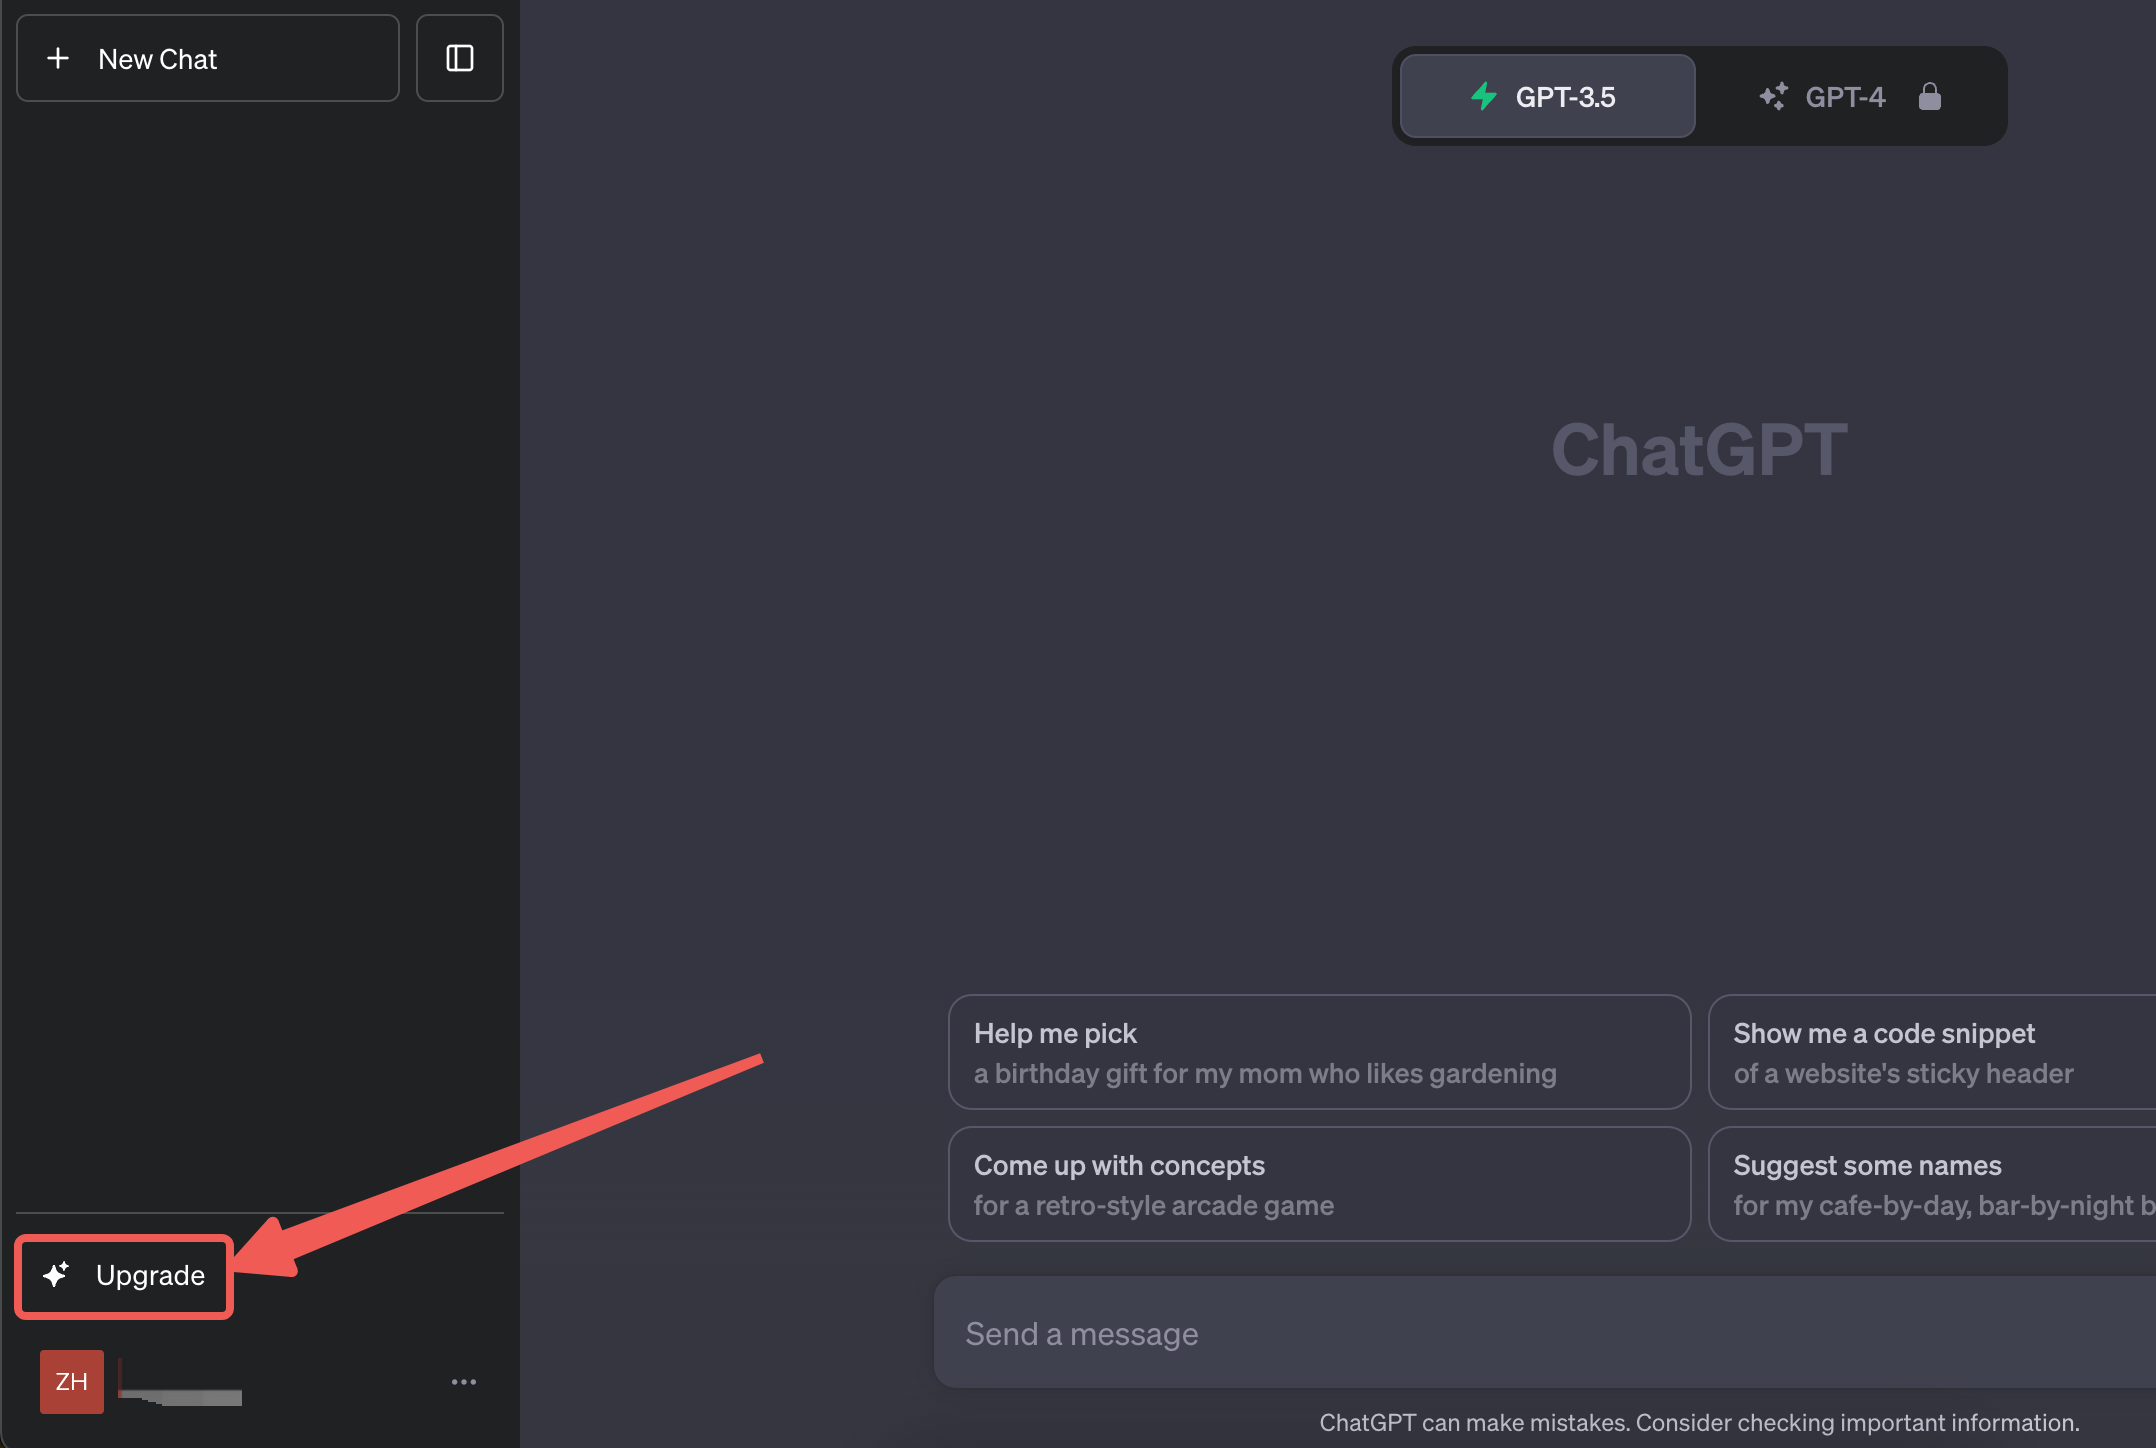 New Chat
GPT-3.5
GPT-4
ChatGPT
Help me pick
a birthday gift for my mom who likes gardening
Show me a code snippet
of a website's sticky header
Come up with concepts
for a retro-style arcade game
Suggest some names
for my cafe-by-day, bar-by-night b
Upgrade
Send a message
ZH
ChatGPT can make mistakes. Consider checking important information.